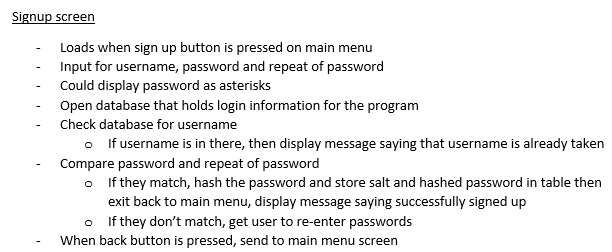 Signup screen
- Loads when sign up button is pressed on main menu
- Input for username, password and repeat of password
- Could display password as asterisks
- Open database that holds login information for the program
- Check database for username
o If username is in there, then display message saying that username is already taken
- Compare password and repeat of password
o If they match, hash the password and store salt and hashed password in table then
exit back to main menu, display message saying successfully signed up
o If they don’t match, get user to re-enter passwords
- When back button is pressed, send to main menu screen